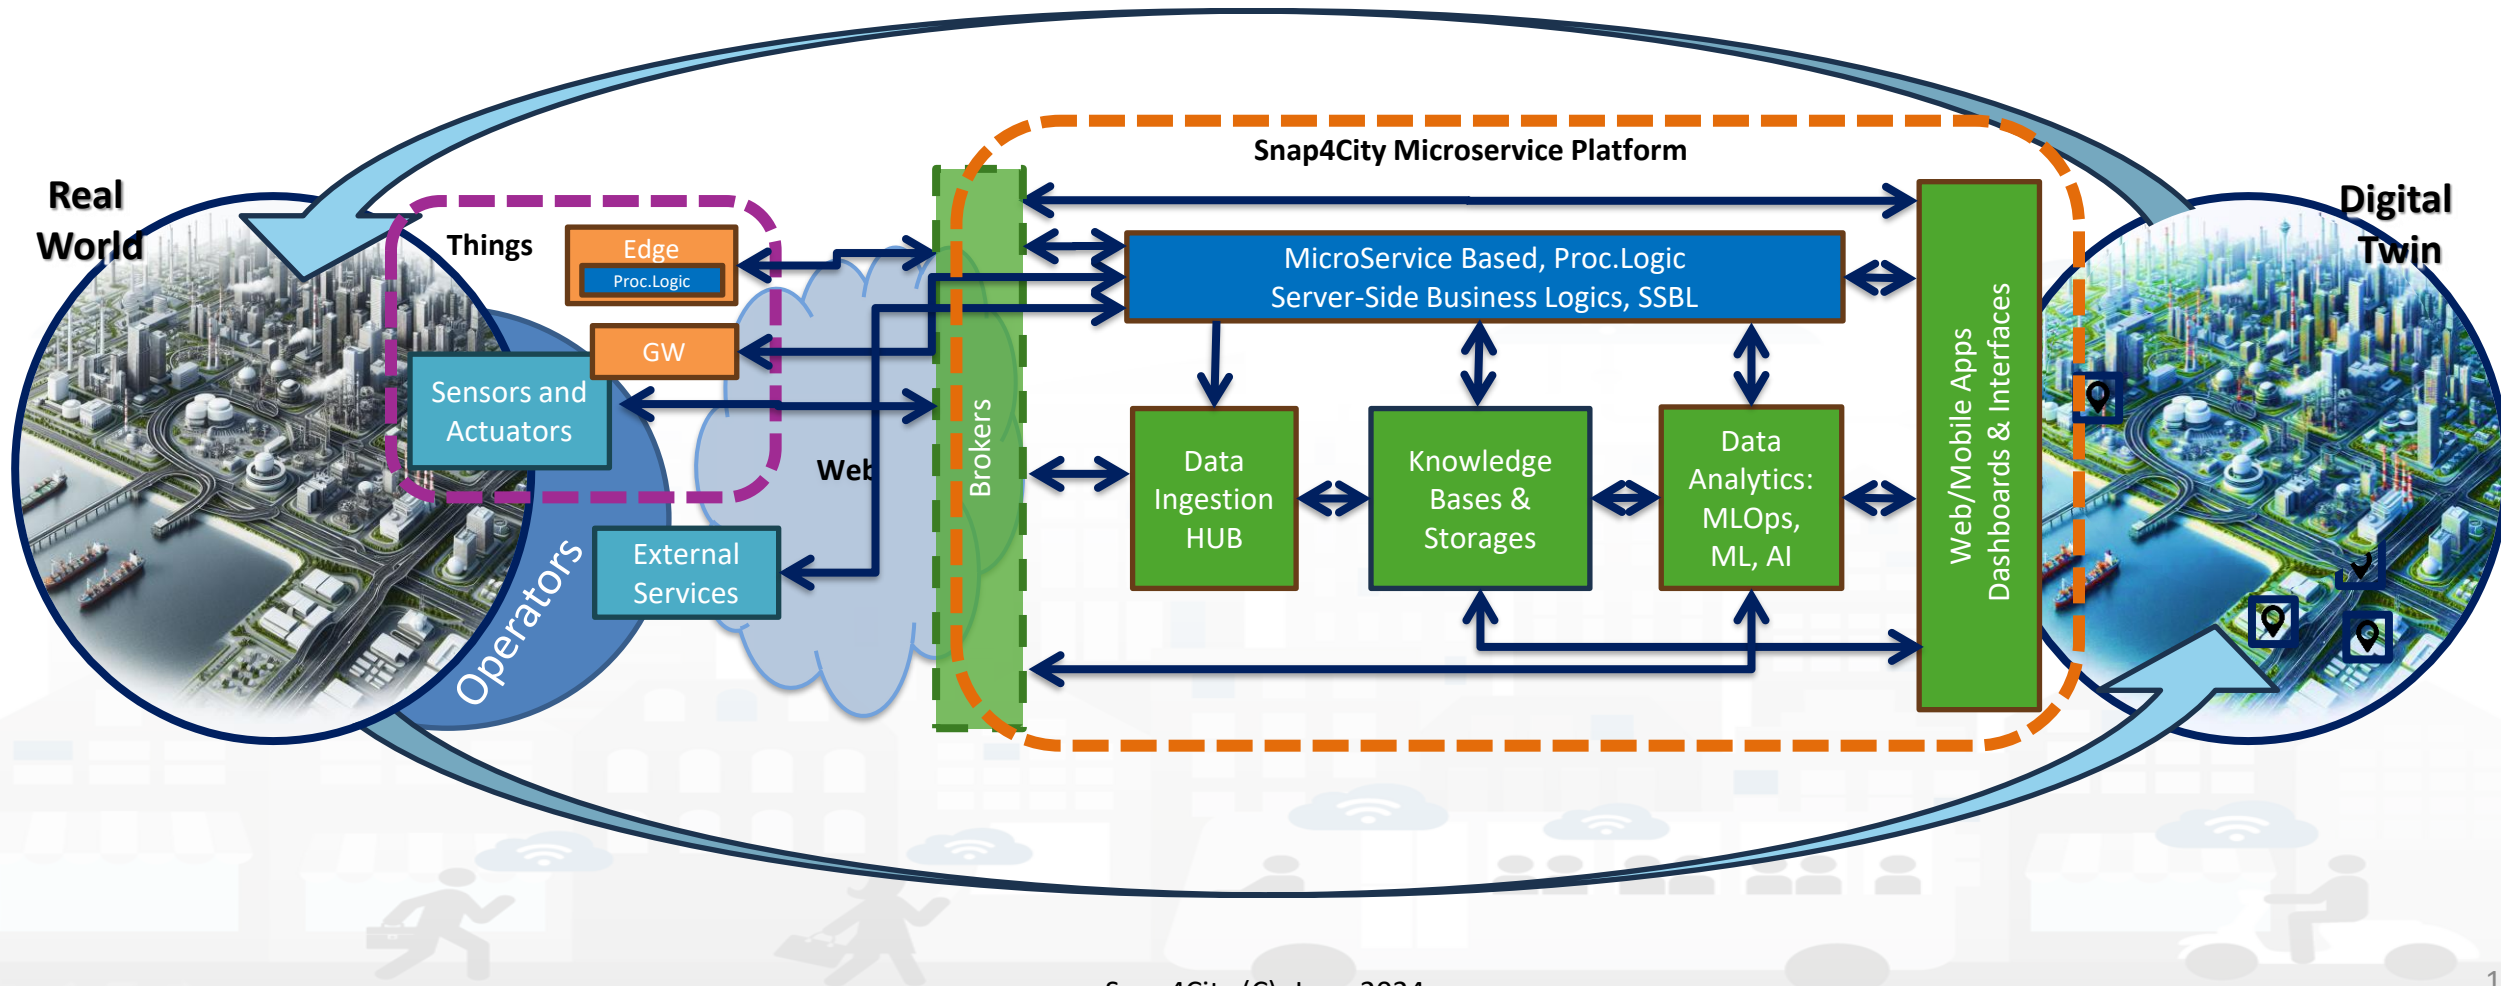 Snap4City Microservice Platform
Real
World
Digital
Twin
Things
Edge
Proc.Logic
GW
Sensors and
Actuators
External
Services
Operators
Web
Brokers
MicroService Based, Proc.Logic
Server-Side Business Logics, SSBL
Data
Ingestion
HUB
Knowledge
Bases &
Storages
Data
Analytics:
MLOps,
ML, AI
Web/Mobile Apps
Dashboards & Interfaces